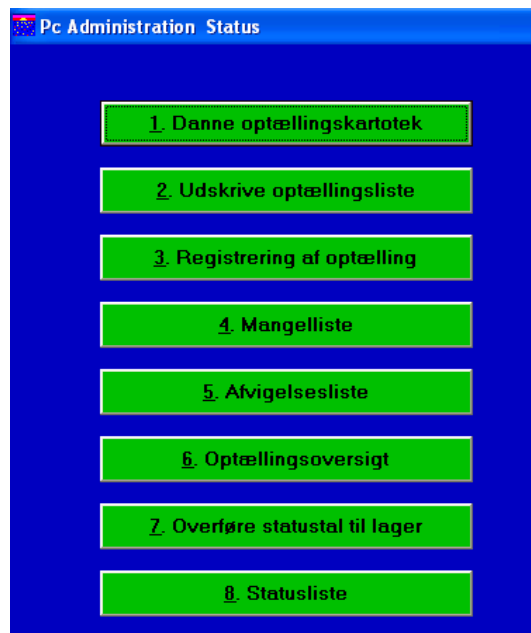 Pc Administration Status
1. Danne optællingskartotek
2. Udskrive optællingsliste
3. Registrering af optælling
4. Mangelliste
5. Afvigelsesliste
6. Optællingsoversigt
7. Overføre statustal til lager
8. Statusliste